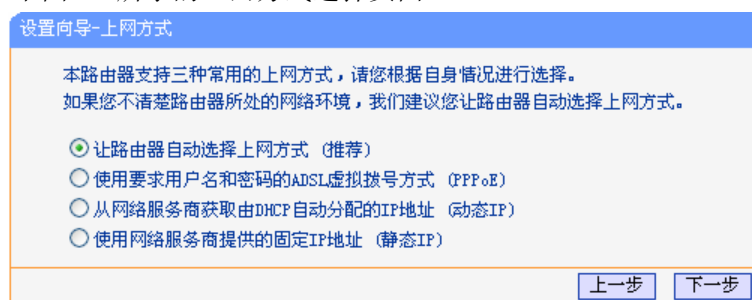 设置向导-上网方式
本路由器支持三种常用的上网方式，请您根据自身情况进行选择。
如果您不清楚路由器所处的网络环境，我们建议您让路由器自动选择上网方式。
让路由器自动选择上网方式（推荐）
使用要求用户名和密码的ADSL虚拟拨号方式（PPPoE）
从网络服务商获取由DHCP自动分配的IP地址（动态IP）
使用网络服务商提供的固定IP地址（静态IP）
上一步 下一步